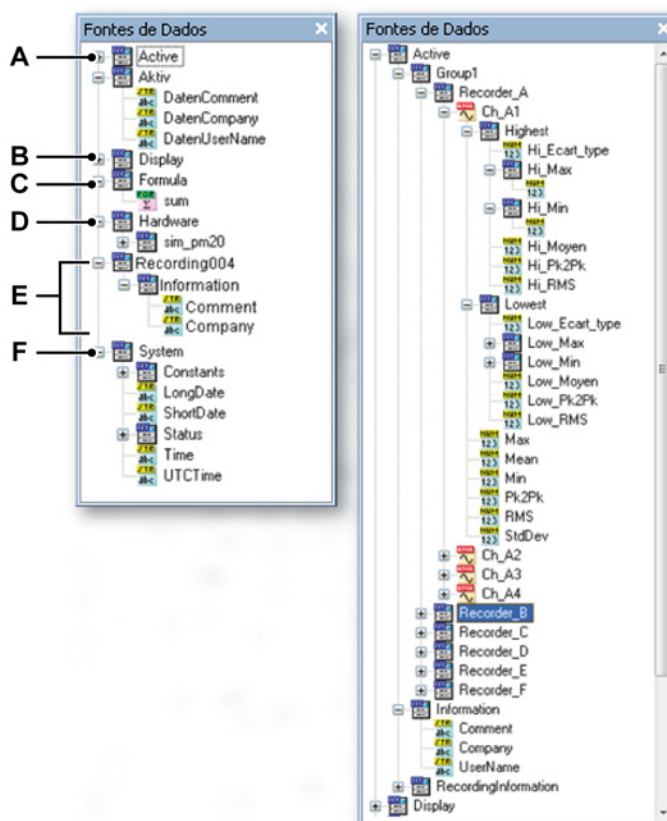 Fontes de Dados
A
Active
Aktiv
DatenComment
DatenCompany
DatenUserName
B
Display
C
Formula
sum
D
Hardware
sim_pm20
E
Recording004
Information
Comment
Company
F
System
Constants
LongDate
ShortDate
Status
Time
UTCTime
Fontes de Dados
Active
Group1
Recorder_A
Ch_A1
Highest
Hi_Ecart_type
Hi_Max
Hi_Min
Hi_Moyen
Hi_Pk2Pk
Hi_RMS
Lowest
Low_Ecart_type
Low_Max
Low_Min
Low_Moyen
Low_Pk2Pk
Low_RMS
Max
Mean
Min
Pk2Pk
RMS
StdDev
Ch_A2
Ch_A3
Ch_A4
Recorder_B
Recorder_C
Recorder_D
Recorder_E
Recorder_F
Information
Comment
Company
UserName
RecordingInformation
Display